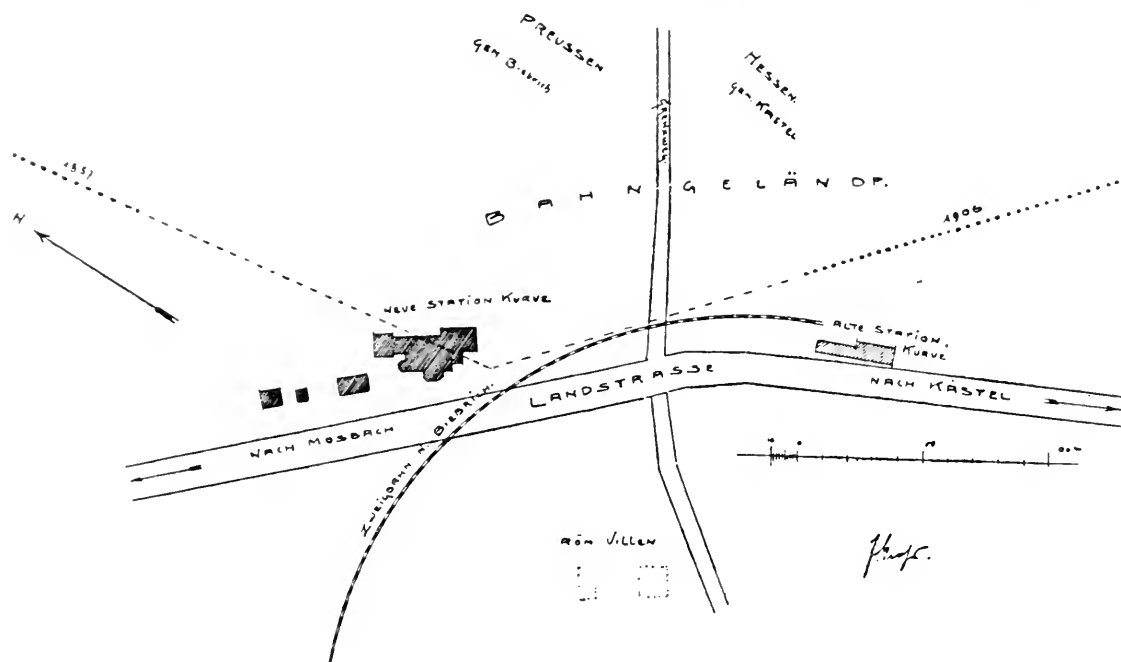 PREUSSEN
GEM. Biebrich
HESSEN.
GEM. KASTEL
BAHNGELÄNDE.
1906
N
NEUE STATION KURVE
ALTE STATION.
KURVE
LANDSTRASSE
NACH KASTEL
NACH MOSBACH
ZWEIGBAHN N. BIEBRICH.
RÖM VILLEN